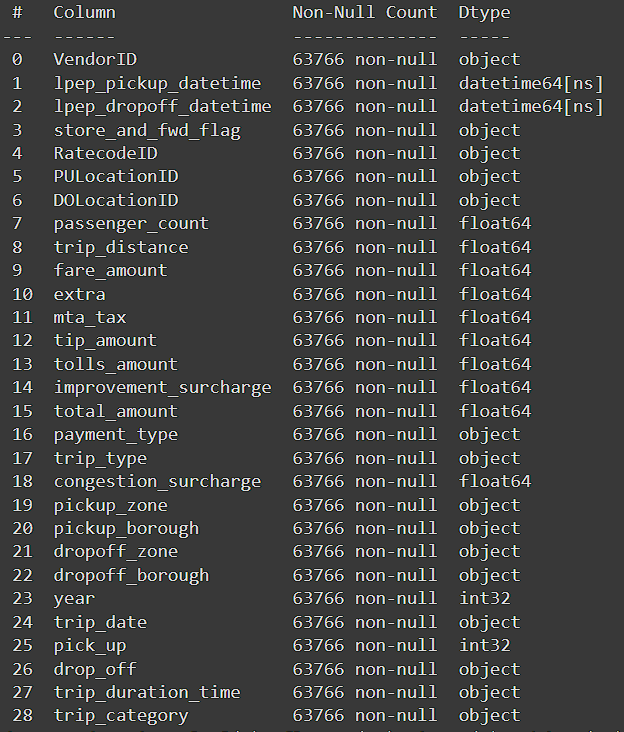 #   Column                 Non-Null Count  Dtype
---  ------                 --------------  -----
0   VendorID               63766 non-null  object
1   lpep_pickup_datetime   63766 non-null  datetime64[ns]
2   lpep_dropoff_datetime  63766 non-null  datetime64[ns]
3   store_and_fwd_flag     63766 non-null  object
4   RatecodeID             63766 non-null  object
5   PULocationID           63766 non-null  object
6   DOLocationID           63766 non-null  object
7   passenger_count        63766 non-null  float64
8   trip_distance          63766 non-null  float64
9   fare_amount            63766 non-null  float64
10  extra                  63766 non-null  float64
11  mta_tax                63766 non-null  float64
12  tip_amount             63766 non-null  float64
13  tolls_amount           63766 non-null  float64
14  improvement_surcharge  63766 non-null  float64
15  total_amount           63766 non-null  float64
16  payment_type           63766 non-null  object
17  trip_type              63766 non-null  object
18  congestion_surcharge   63766 non-null  float64
19  pickup_zone            63766 non-null  object
20  pickup_borough         63766 non-null  object
21  dropoff_zone           63766 non-null  object
22  dropoff_borough        63766 non-null  object
23  year                   63766 non-null  int32
24  trip_date              63766 non-null  object
25  pick_up                63766 non-null  int32
26  drop_off               63766 non-null  object
27  trip_duration_time     63766 non-null  object
28  trip_category          63766 non-null  object